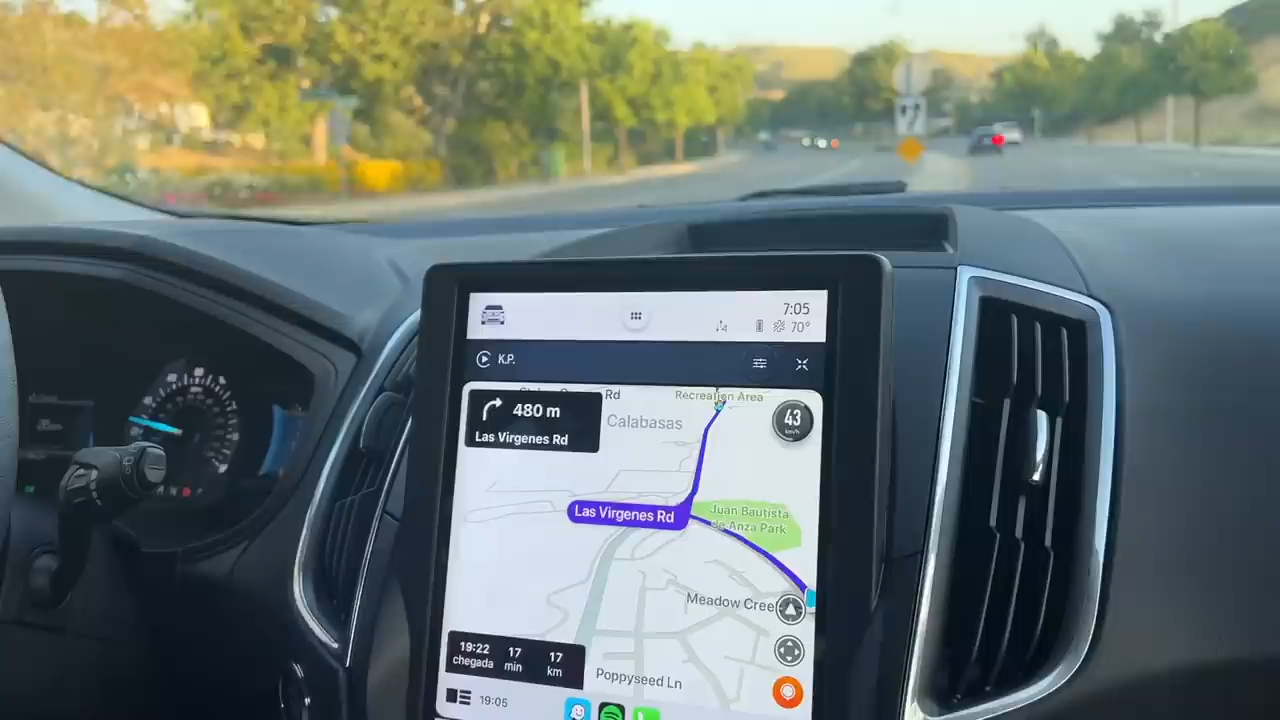 7:05
70°
K.P.
Rd
Recreation Area
480 m
Las Virgenes Rd
Calabasas
43
km/h
Las Virgenes Rd
Juan Bautista
de Anza Park
Meadow Cree
19:22 17 17
chegada min km
Poppyseed Ln
19:05